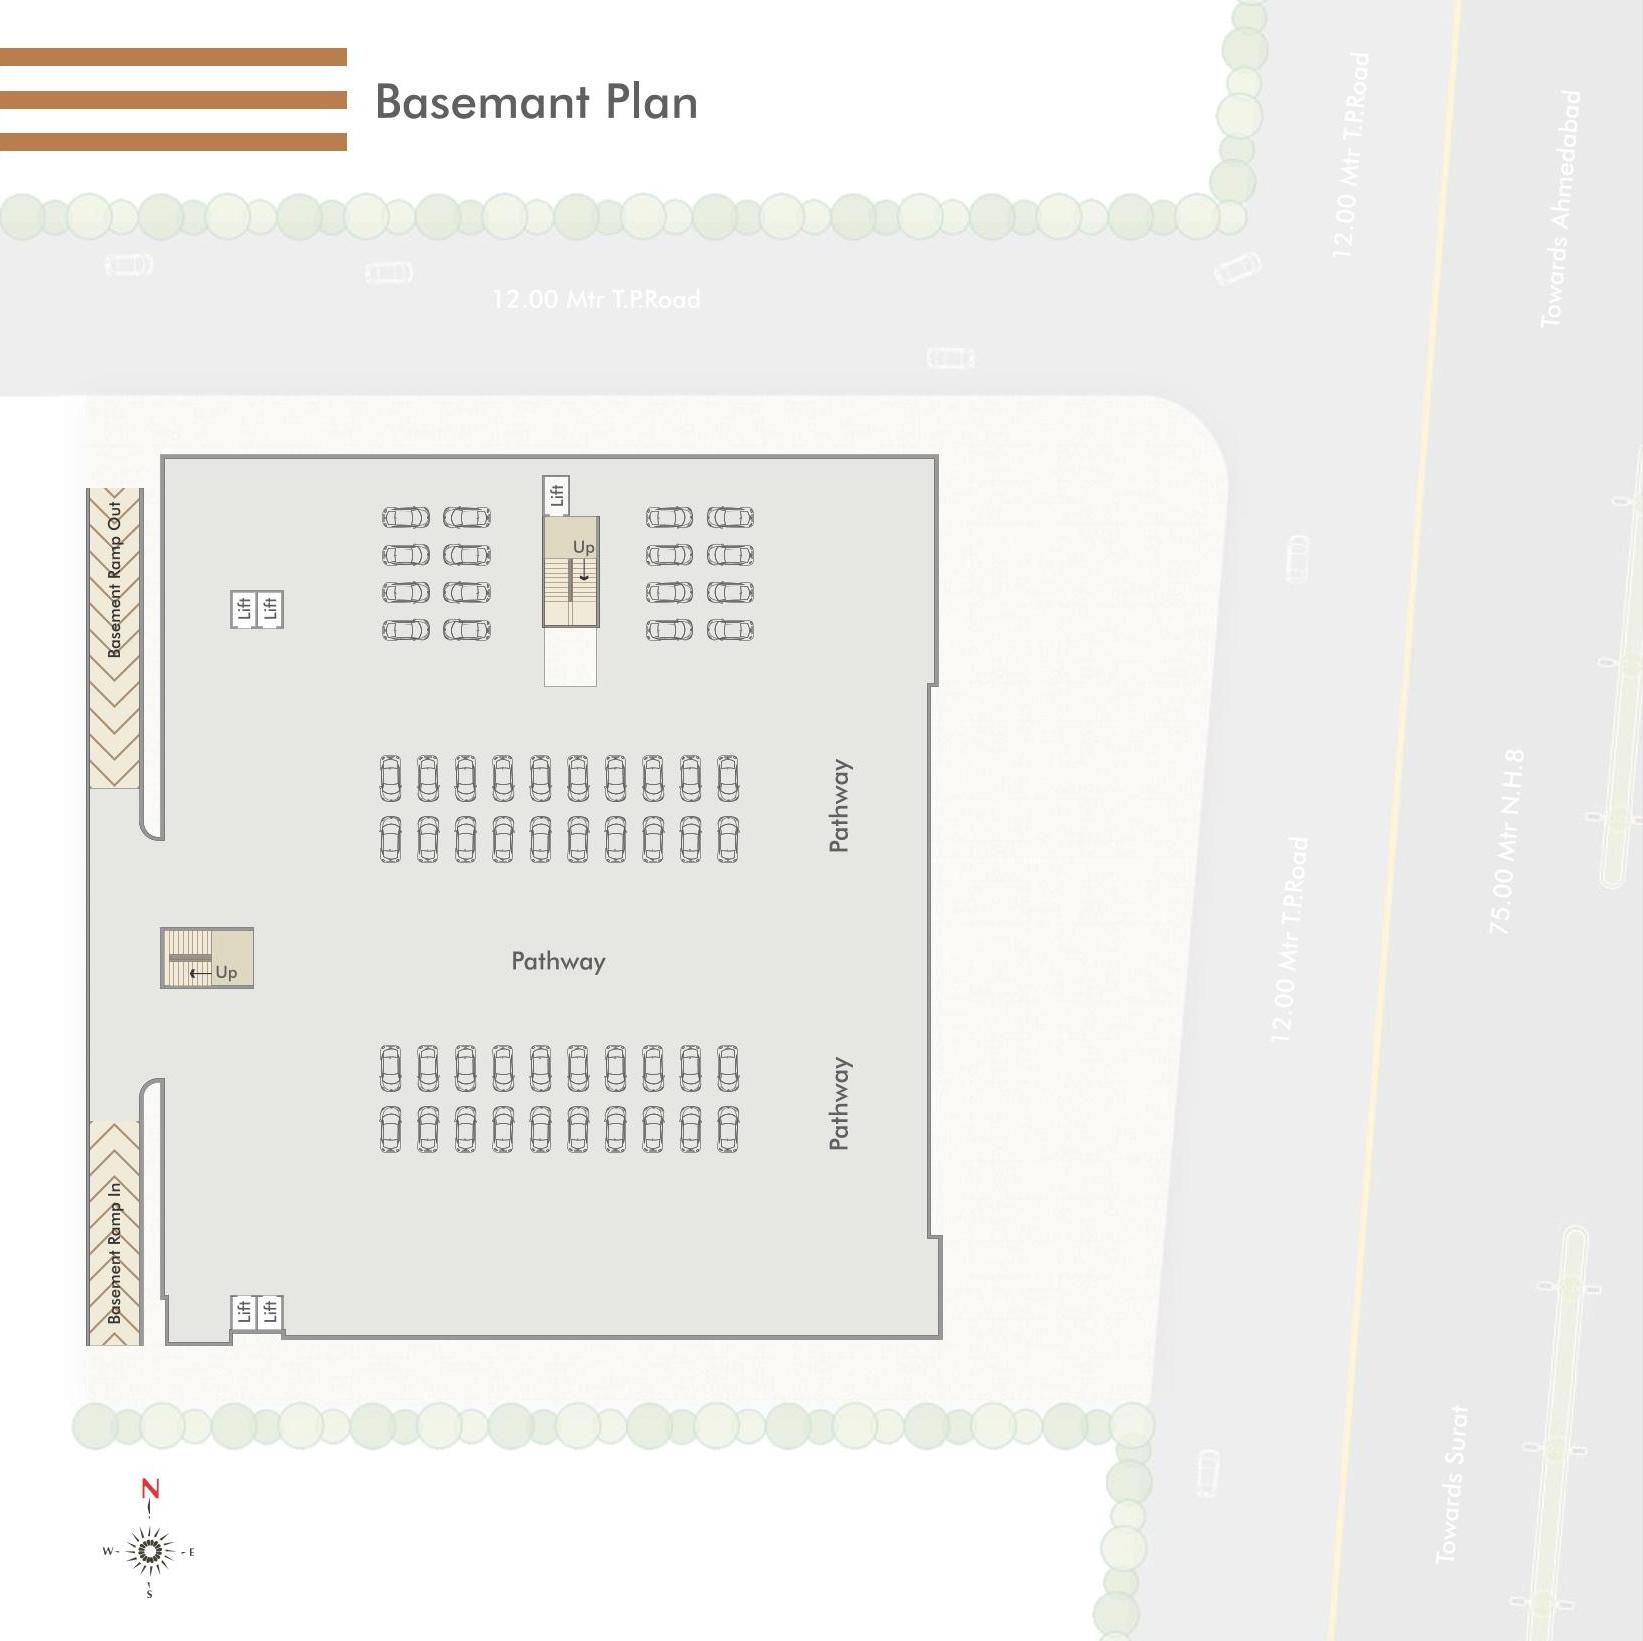 Basemant Plan
12.00 Mtr T.P.Road
Towards Ahmedabad
12.00 Mtr T.P.Road
Lift
Up
Basement Ramp Out
Lift
Lift
Pathway
75.00 Mtr N.H.8
12.00 Mtr T.P.Road
Pathway
Up
Pathway
Basement Ramp In
Lift
Lift
Towards Surat
N
W
E
S